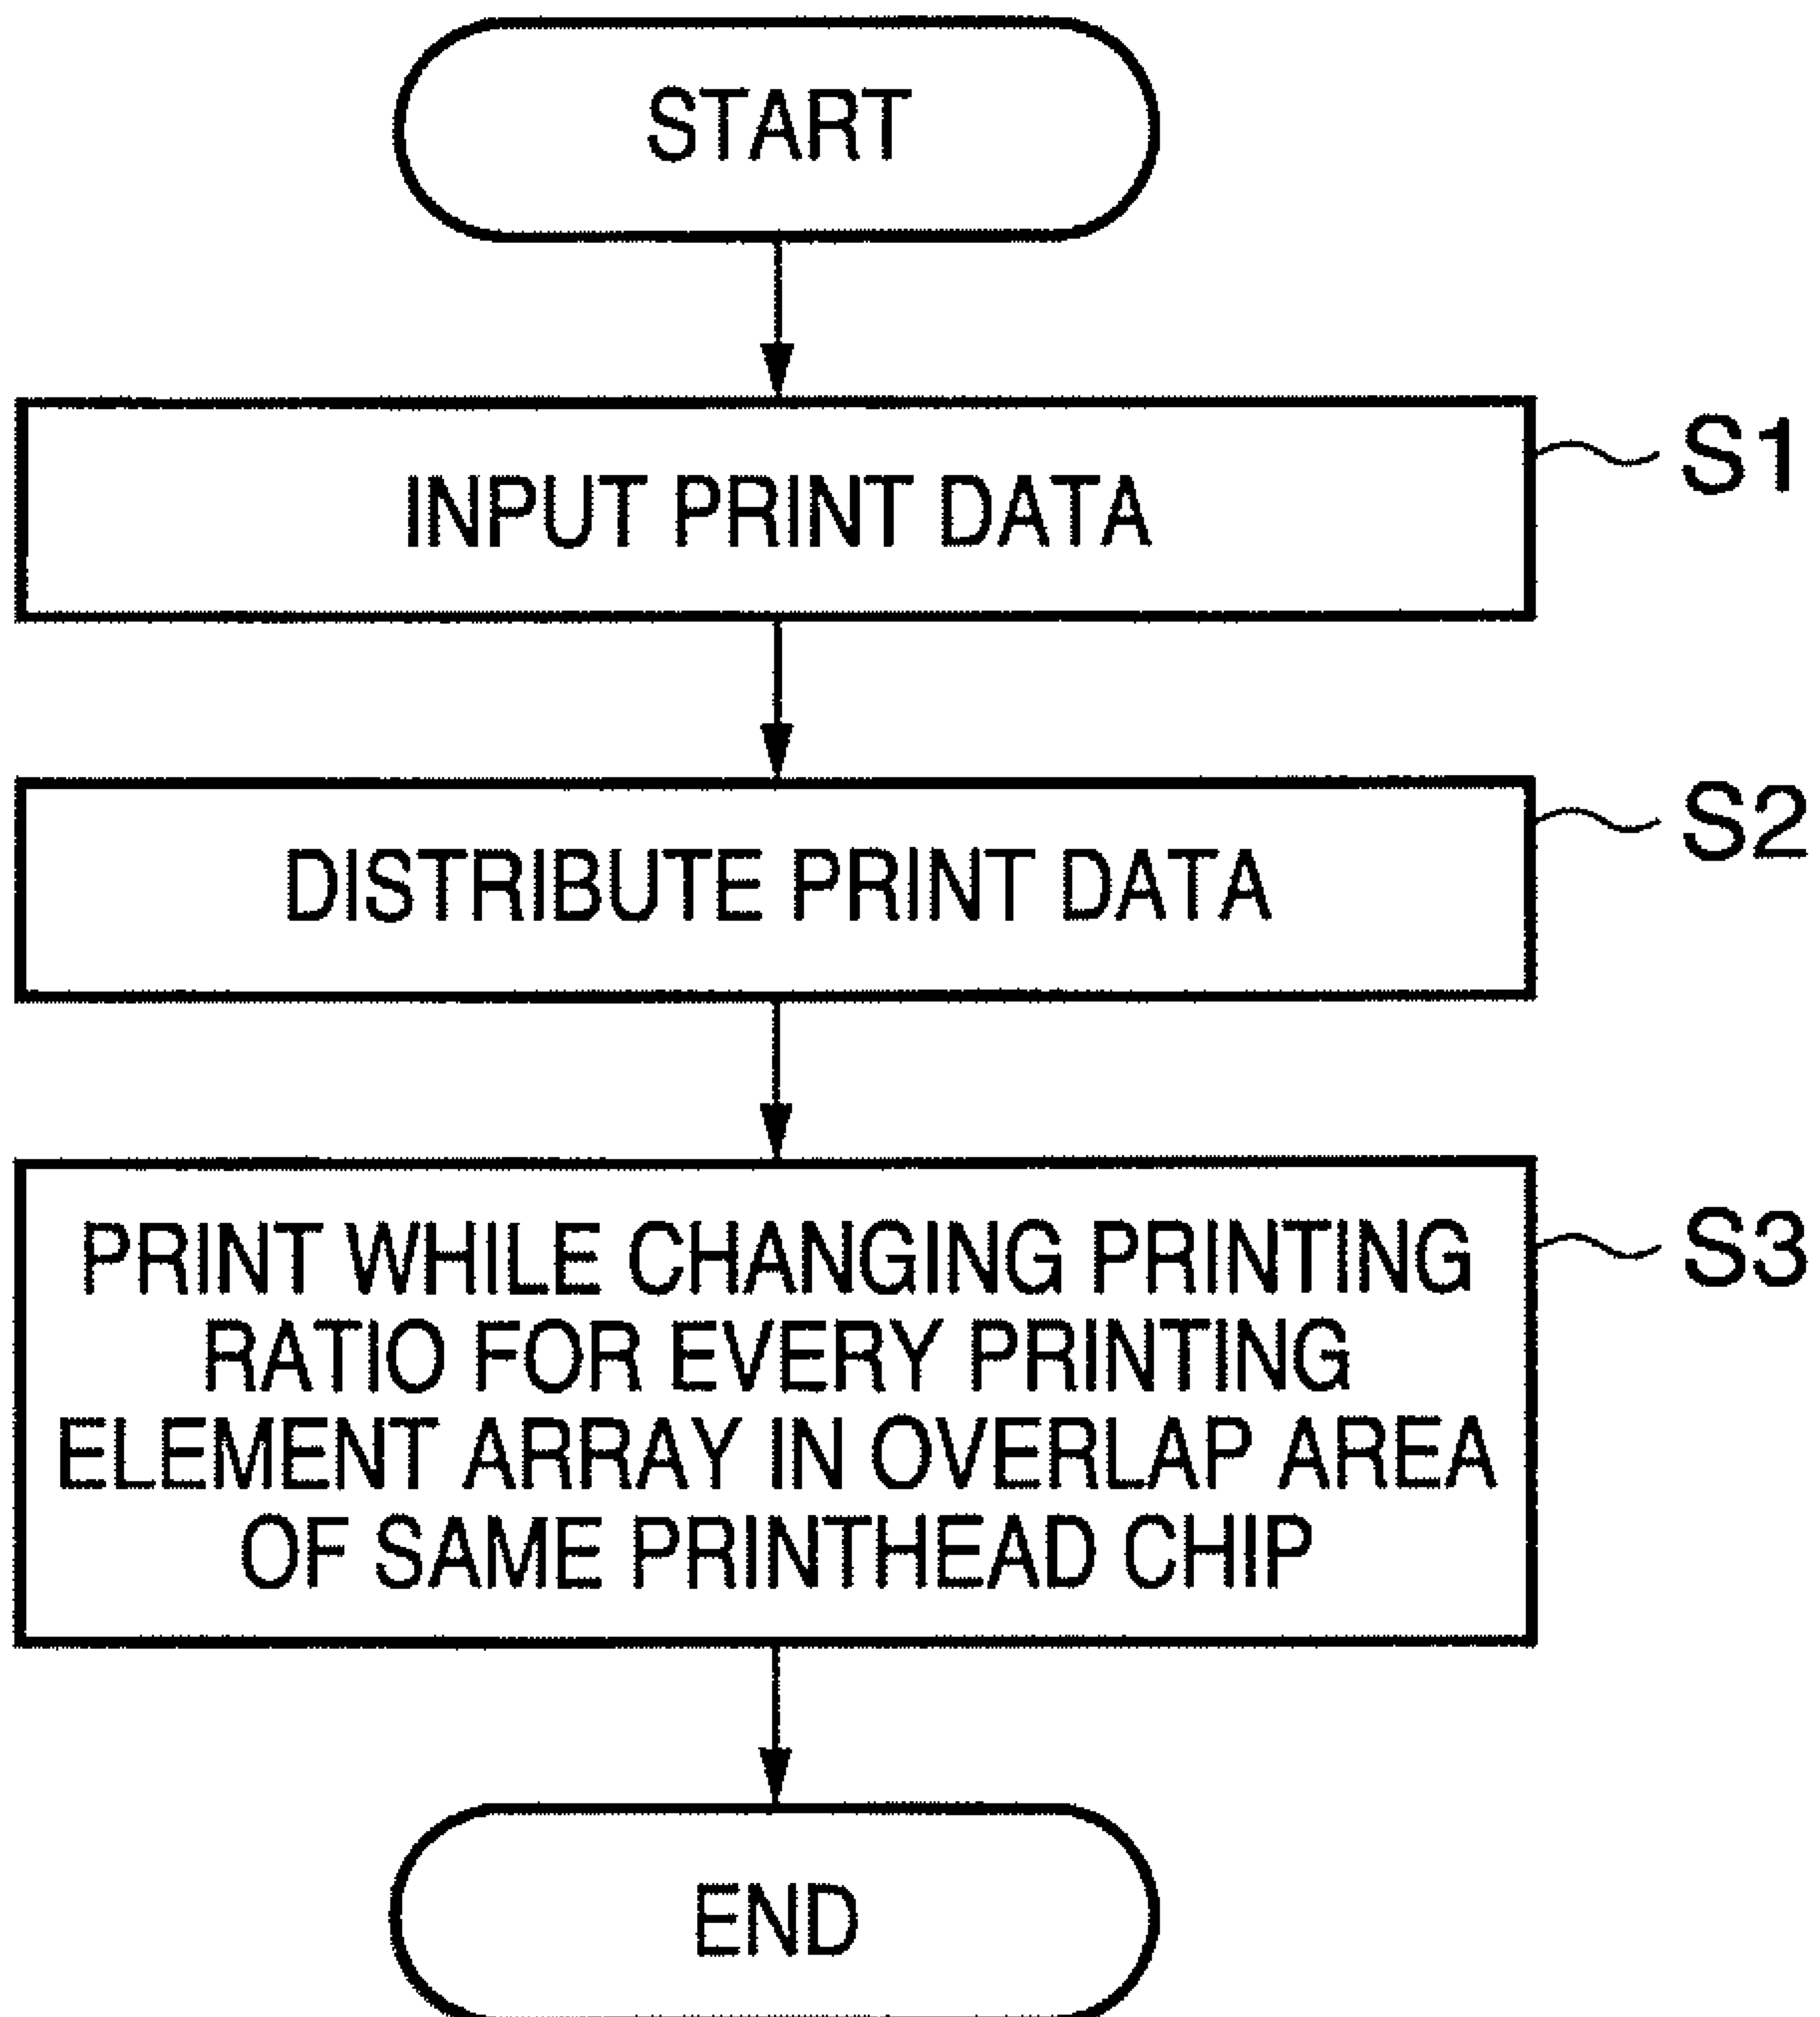 START
INPUT PRINT DATA
S1
DISTRIBUTE PRINT DATA
S2
PRINT WHILE CHANGING PRINTING
RATIO FOR EVERY PRINTING
ELEMENT ARRAY IN OVERLAP AREA
OF SAME PRINTHEAD CHIP
S3
END